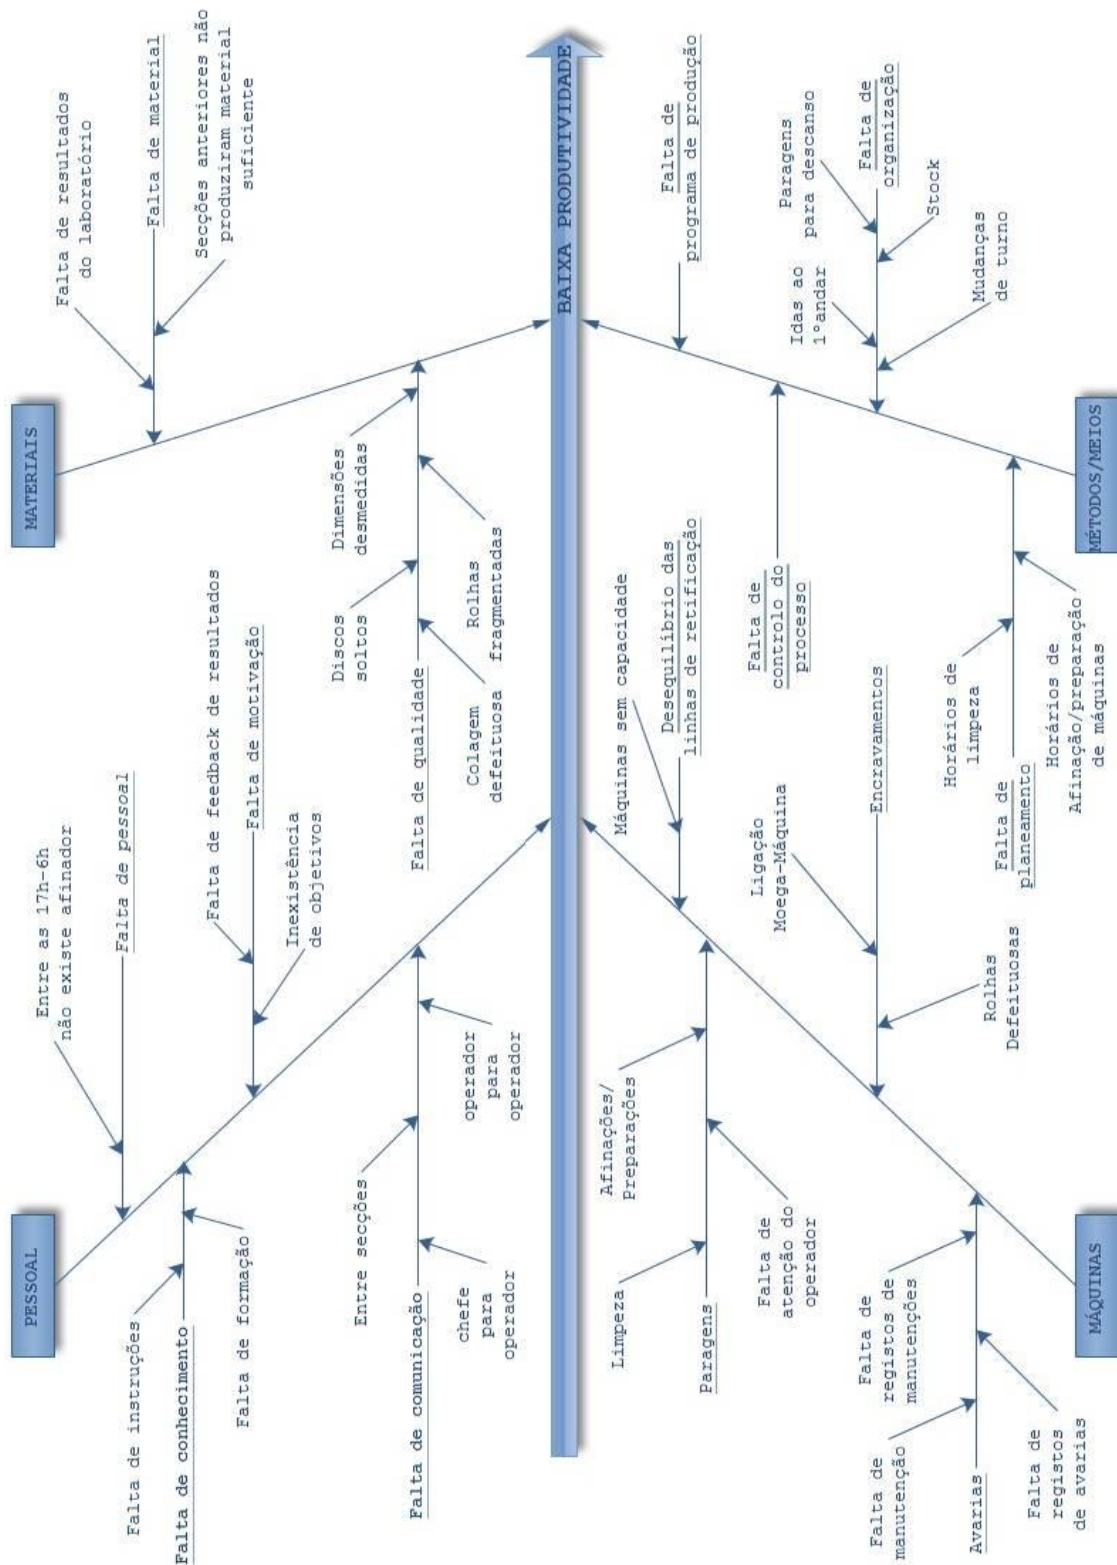 PESSOAL
MATERIAIS
Entre as 17h-6h
não existe afinador
Falta de pessoal
Falta de instruções
Falta de conhecimento
Falta de formação
Falta de feedback de resultados
Falta de motivação
Inexistência
de objetivos
Entre secções
Falta de comunicação
chefe
para
operador
operador
para
operador
Falta de resultados
do laboratório
Falta de material
Secções anteriores não
produziram material
suficiente
Discos
soltos
Dimensões
desmedidas
Falta de qualidade
Colagem
defeituosa
Rolhas
fragmentadas
BAIXA PRODUTIVIDADE
Limpeza
Afinações/
Preparações
Paragens
Falta de
atenção do
operador
Máquinas sem capacidade
Desequilíbrio das
linhas de retificação
Ligação
Moega-Máquina
Encravamentos
Rolhas
Defeituosas
Falta de
manutenção
Falta de
registos de
manutenções
Avarias
Falta de
registos
de avarias
Falta de
programa de produção
Falta de
controlo do
processo
Idas ao
1ºandar
Paragens
para descanso
Falta de
organização
Stock
Mudanças
de turno
Horários de
limpeza
Falta de
planeamento
Horários de
Afinação/preparação
de máquinas
MÁQUINAS
MÉTODOS/MEIOS